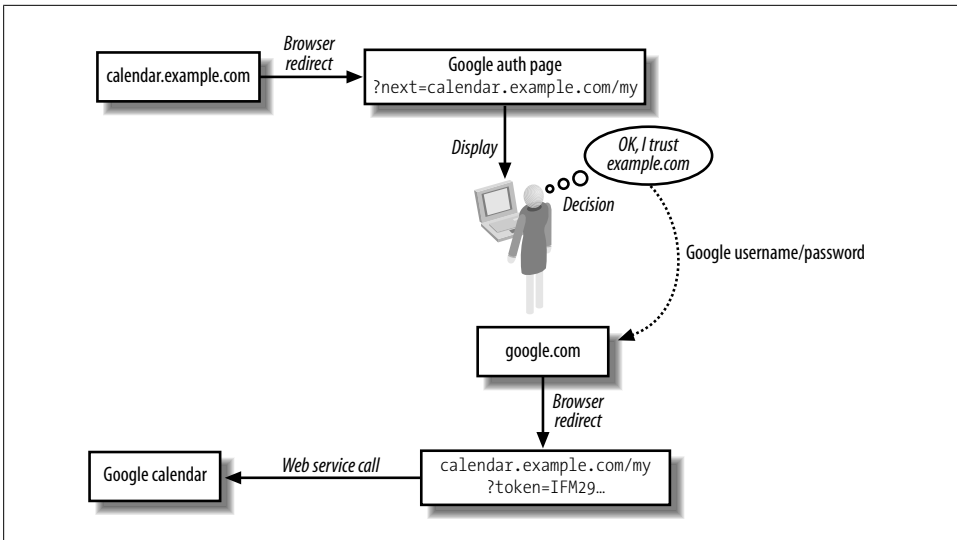 Browser
redirect
calendar.example.com
Google auth page
?next=calendar.example.com/my
Display
OK, I trust
example.com
Decision
Google username/password
google.com
Browser
redirect
Google calendar
Web service call
calendar.example.com/my
?token=IFM29…